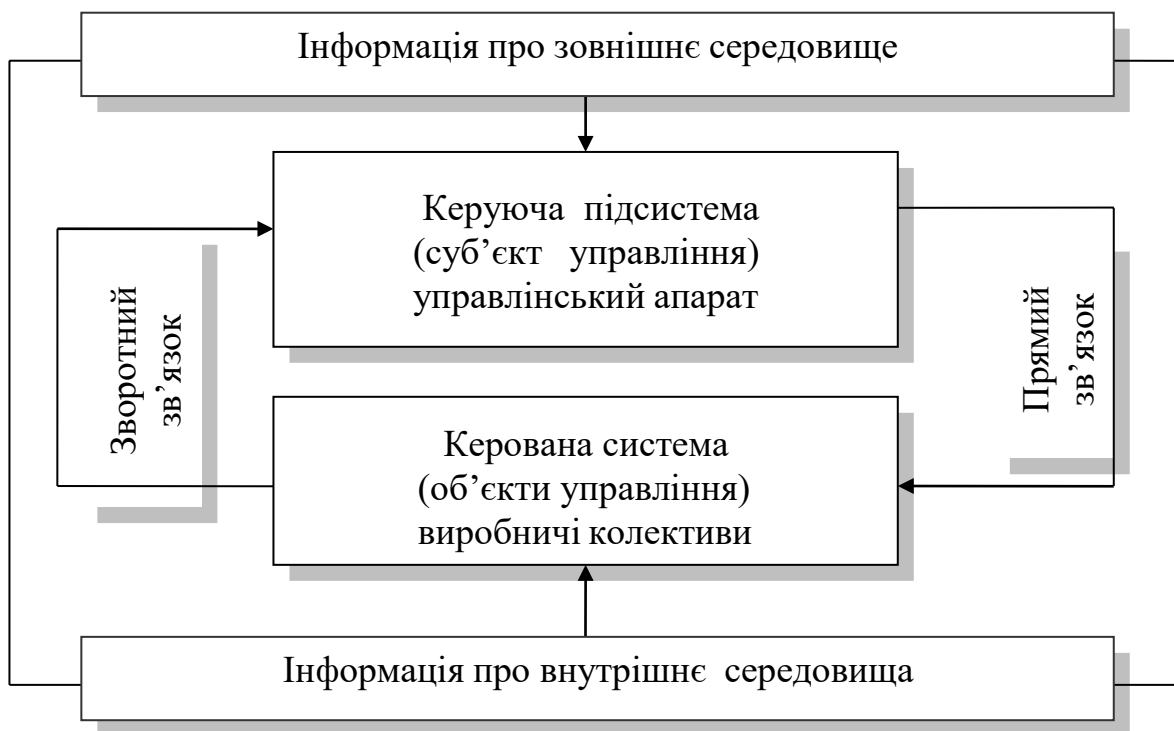 Інформація про зовнішнє середовище
Керуюча підсистема
(суб’єкт управління)
управлінський апарат
Зворотний
зв’язок
Прямий
зв’язок
Керована система
(об’єкти управління)
виробничі колективи
Інформація про внутрішнє середовища